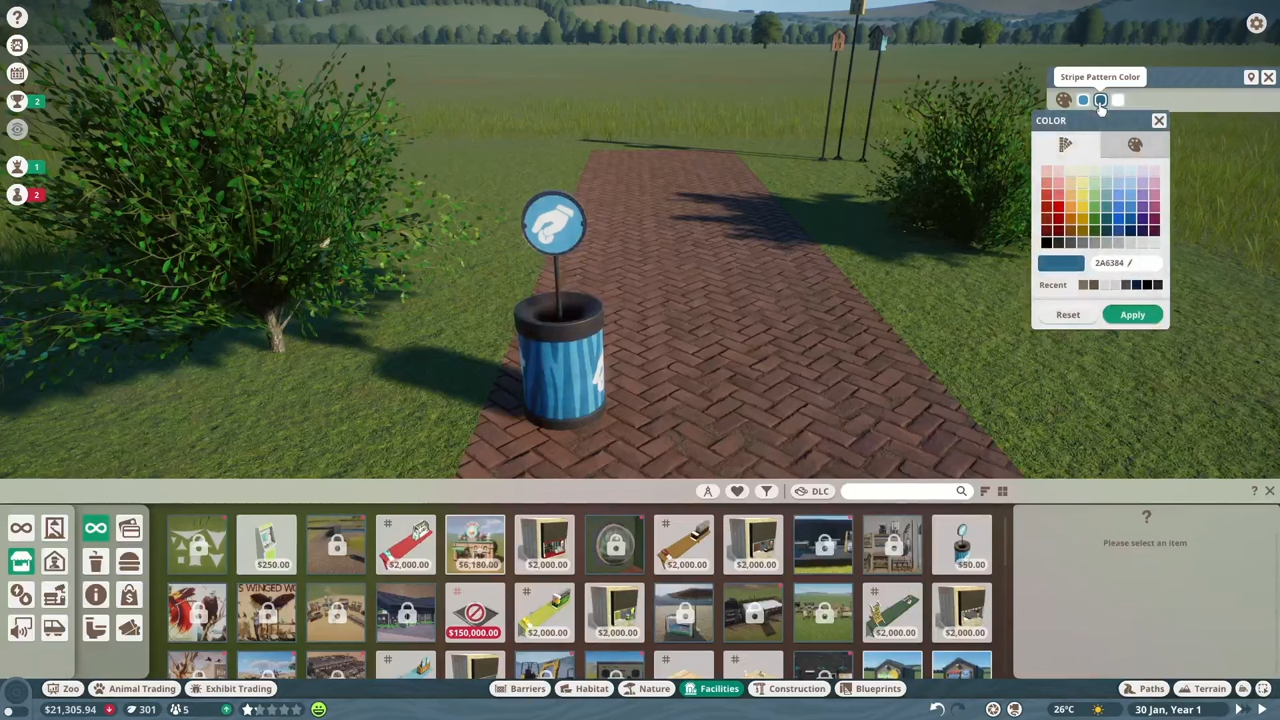 ?
Stripe Pattern Color
2
COLOR
1
2
2A6384 /
Recent
Reset
Apply
DLC
?
$250.00
# $2,000.00
$6,180.00
$2,000.00
# $2,000.00
$2,000.00
$50.00
?
Please select an item
# $150,000.00
# $2,000.00
$2,000.00
# $2,000.00
$2,000.00
Zoo
Animal Trading
Exhibit Trading
Barriers
Habitat
Nature
Facilities
Construction
Blueprints
Paths
Terrain
$21,305.94
301
5
26°C
30 Jan, Year 1